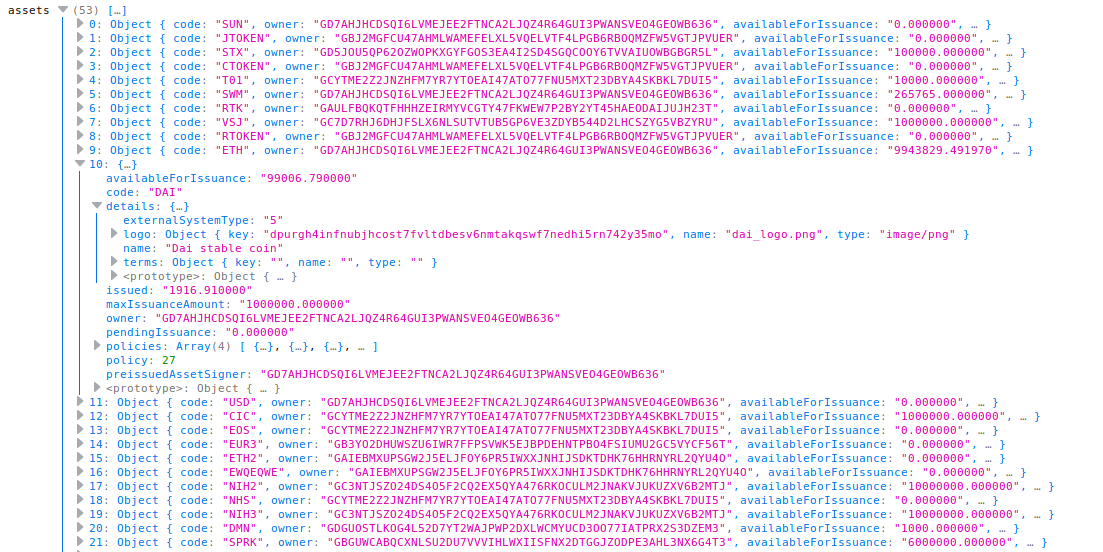 assets (53) […]
0: Object { code: "SUN", owner: "GD7AHJHCDSQI6LVMEJEE2FTNCA2LJQZ4R64GUI3PWANSVEO4GEOWB636", availableForIssuance: "0.000000", … }
1: Object { code: "JTOKEN", owner: "GBJ2MGFCU47AHMLWAMEFELXL5VQELVTF4LPGB6RBOQMZFW5VGTJPVUER", availableForIssuance: "0.000000", … }
2: Object { code: "STX", owner: "GD5JOU5QP62OZWOPKXGYFGOS3EA4I2SD4SGQCOOY6TVVAIUOWBGBGR5L", availableForIssuance: "100000.000000", … }
3: Object { code: "CTOKEN", owner: "GBJ2MGFCU47AHMLWAMEFELXL5VQELVTF4LPGB6RBOQMZFW5VGTJPVUER", availableForIssuance: "0.000000", … }
4: Object { code: "T01", owner: "GCYTME2Z2JNZHFM7YR7YTOEAI47ATO77FNU5MXT23DBYA4SKBKL7DUI5", availableForIssuance: "10000.000000", … }
5: Object { code: "SWM", owner: "GD7AHJHCDSQI6LVMEJEE2FTNCA2LJQZ4R64GUI3PWANSVEO4GEOWB636", availableForIssuance: "265765.000000", … }
6: Object { code: "RTK", owner: "GAULFBQKQTFHHHZEIRMYVCGTY47FKWEW7P2BY2YT45HAEODAIJUJH23T", availableForIssuance: "0.000000", … }
7: Object { code: "VSJ", owner: "GC7D7RHJ6DHJFSLX6NLSUTVTUB5GP6VE3ZDYB544D2LHCSZYG5VBZYRU", availableForIssuance: "1000000.000000", … }
8: Object { code: "RTOKEN", owner: "GBJ2MGFCU47AHMLWAMEFELXL5VQELVTF4LPGB6RBOQMZFW5VGTJPVUER", availableForIssuance: "0.000000", … }
9: Object { code: "ETH", owner: "GD7AHJHCDSQI6LVMEJEE2FTNCA2LJQZ4R64GUI3PWANSVEO4GEOWB636", availableForIssuance: "9943829.491970", … }
10: {…}
availableForIssuance: "99006.790000"
code: "DAI"
details: {…}
externalSystemType: "5"
logo: Object { key: "dpurgh4infnubjhcost7fvltdbesv6nmtakqswf7nedhi5rn742y35mo", name: "dai_logo.png", type: "image/png" }
name: "Dai stable coin"
terms: Object { key: "", name: "", type: "" }
<prototype>: Object { … }
issued: "1916.910000"
maxIssuanceAmount: "1000000.000000"
owner: "GD7AHJHCDSQI6LVMEJEE2FTNCA2LJQZ4R64GUI3PWANSVEO4GEOWB636"
pendingIssuance: "0.000000"
policies: Array(4) [ {…}, {…}, {…}, … ]
policy: 27
preissuedAssetSigner: "GD7AHJHCDSQI6LVMEJEE2FTNCA2LJQZ4R64GUI3PWANSVEO4GEOWB636"
<prototype>: Object { … }
11: Object { code: "USD", owner: "GD7AHJHCDSQI6LVMEJEE2FTNCA2LJQZ4R64GUI3PWANSVEO4GEOWB636", availableForIssuance: "0.000000", … }
12: Object { code: "CIC", owner: "GCYTME2Z2JNZHFM7YR7YTOEAI47ATO77FNU5MXT23DBYA4SKBKL7DUI5", availableForIssuance: "1000000.000000", … }
13: Object { code: "EOS", owner: "GCYTME2Z2JNZHFM7YR7YTOEAI47ATO77FNU5MXT23DBYA4SKBKL7DUI5", availableForIssuance: "0.000000", … }
14: Object { code: "EUR3", owner: "GB3YO2DHUWSZU6IWR7FFPSVWK5EJBPDEHNTPBO4FSIUMU2GC5VYCF56T", availableForIssuance: "0.000000", … }
15: Object { code: "ETH2", owner: "GAIEBMXUPSGW2J5ELJFOY6PR5IWXXJNHIJSDKTDHK76HHRNYRL2QYU4O", availableForIssuance: "0.000000", … }
16: Object { code: "EWQEQWE", owner: "GAIEBMXUPSGW2J5ELJFOY6PR5IWXXJNHIJSDKTDHK76HHRNYRL2QYU4O", availableForIssuance: "0.000000", … }
17: Object { code: "NIH2", owner: "GC3NTJSZO24DS4O5F2CQ2EX5QYA476RKOCULM2JNAKVJUKUZXV6B2MTJ", availableForIssuance: "10000000.000000", … }
18: Object { code: "NHS", owner: "GCYTME2Z2JNZHFM7YR7YTOEAI47ATO77FNU5MXT23DBYA4SKBKL7DUI5", availableForIssuance: "0.000000", … }
19: Object { code: "NIH3", owner: "GC3NTJSZO24DS4O5F2CQ2EX5QYA476RKOCULM2JNAKVJUKUZXV6B2MTJ", availableForIssuance: "10000000.000000", … }
20: Object { code: "DMN", owner: "GDGUOSTLKOG4L52D7YT2WAJPWP2DXLWCMYUCD3OO77IATPRX2S3DZEM3", availableForIssuance: "1000.000000", … }
21: Object { code: "SPRK", owner: "GBGUWCABQCXNLSU2DU7VVVIHLWXIISFNX2DTGGJZODPE3AHL3NX6G4T3", availableForIssuance: "6000000.000000", … }